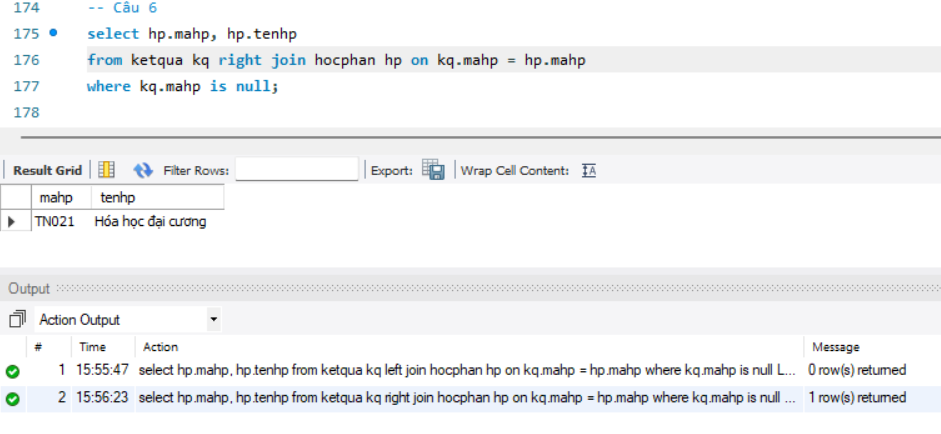 174 -- Câu 6
175 select hp.mahp, hp.tenhp
176 from ketqua kq right join hocphan hp on kq.mahp = hp.mahp
177 where kq.mahp is null;
178
Result Grid Filter Rows: Export: Wrap Cell Content: IA
mahp tenhp
TN021 Hóa học đại cương
Output
Action Output
# Time Action Message
1 15:55:47 select hp.mahp, hp.tenhp from ketqua kq left join hocphan hp on kq.mahp = hp.mahp where kq.mahp is null L... 0 row(s) returned
2 15:56:23 select hp.mahp, hp.tenhp from ketqua kq right join hocphan hp on kq.mahp = hp.mahp where kq.mahp is null ... 1 row(s) returned